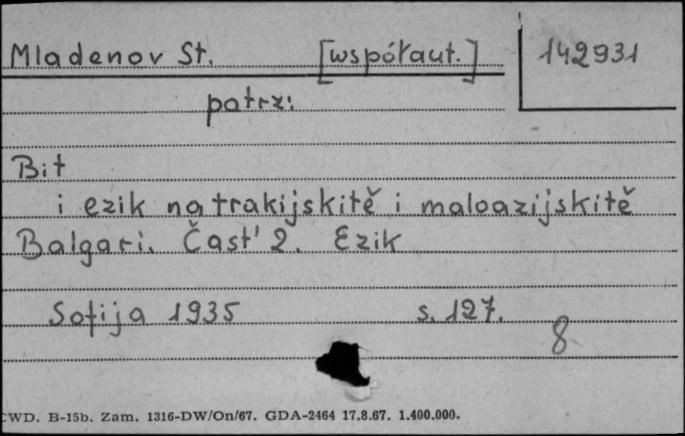 Mladenov St. [współaut.] 142931
patrz:
Bit
i ezik na trakijskitě i maloazijskitě
Balgari. Čast' 2. Ezik
Sofija 1935 s. 127.
8
CWD. B-15b. Zam. 1316-DW/On/67. GDA-2464 17.8.67. 1.400.000.